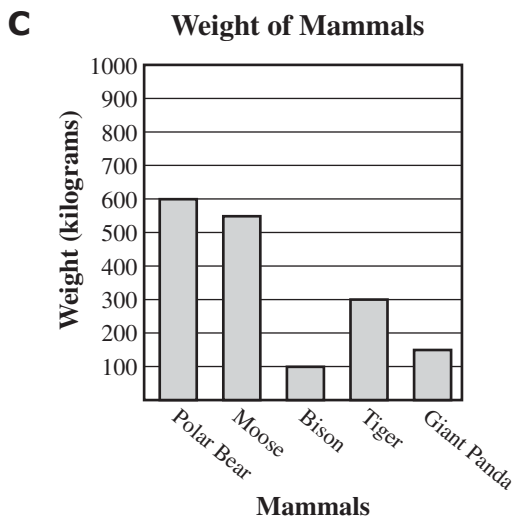 C
Weight of Mammals
Weight (kilograms)
1000
900
800
700
600
500
400
300
200
100
Polar Bear
Moose
Bison
Tiger
Giant Panda
Mammals